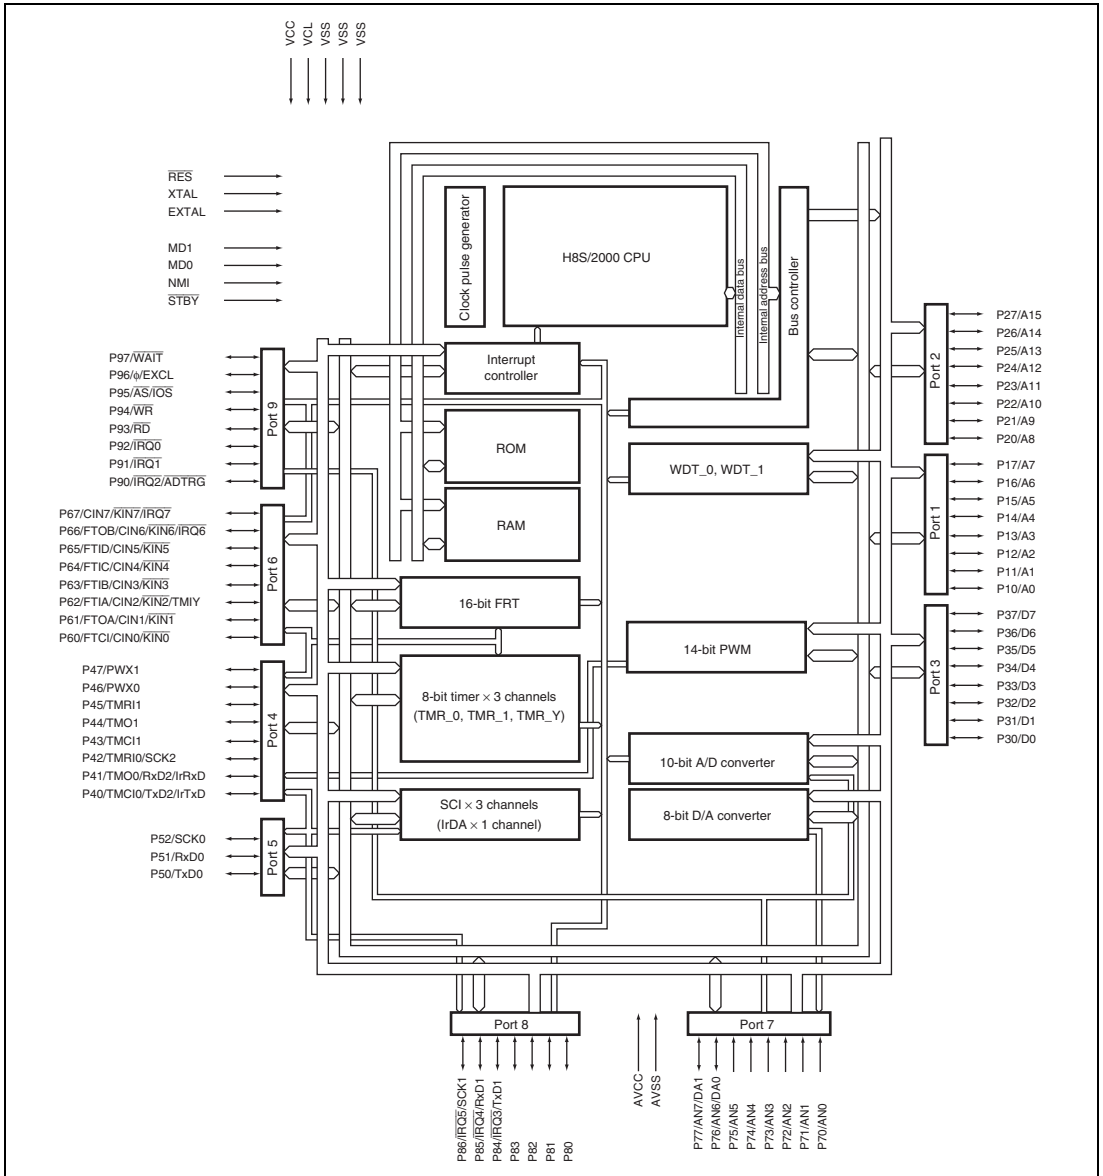 VCC
VCL
VSS
VSS
VSS
RES
XTAL
EXTAL
MD1
MD0
NMI
STBY
Clock pulse generator
H8S/2000 CPU
Internal data bus
Internal address bus
Bus controller
Interrupt
controller
ROM
RAM
WDT_0, WDT_1
16-bit FRT
14-bit PWM
8-bit timer × 3 channels
(TMR_0, TMR_1, TMR_Y)
10-bit A/D converter
SCI × 3 channels
(IrDA × 1 channel)
8-bit D/A converter
P97/WAIT
P96/ϕ/EXCL
P95/AS/IOS
P94/WR
P93/RD
P92/IRQ0
P91/IRQ1
P90/IRQ2/ADTRG
Port 9
P67/CIN7/KIN7/IRQ7
P66/FTOB/CIN6/KIN6/IRQ6
P65/FTID/CIN5/KIN5
P64/FTIC/CIN4/KIN4
P63/FTIB/CIN3/KIN3
P62/FTIA/CIN2/KIN2/TMIY
P61/FTOA/CIN1/KIN1
P60/FTCI/CIN0/KIN0
Port 6
P47/PWX1
P46/PWX0
P45/TMRI1
P44/TMO1
P43/TMCI1
P42/TMRI0/SCK2
P41/TMO0/RxD2/IrRxD
P40/TMCI0/TxD2/IrTxD
Port 4
P52/SCK0
P51/RxD0
P50/TxD0
Port 5
Port 2
P27/A15
P26/A14
P25/A13
P24/A12
P23/A11
P22/A10
P21/A9
P20/A8
Port 1
P17/A7
P16/A6
P15/A5
P14/A4
P13/A3
P12/A2
P11/A1
P10/A0
Port 3
P37/D7
P36/D6
P35/D5
P34/D4
P33/D3
P32/D2
P31/D1
P30/D0
Port 8
P86/IRQ5/SCK1
P85/IRQ4/RxD1
P84/IRQ3/TxD1
P83
P82
P81
P80
AVCC
AVSS
Port 7
P77/AN7/DA1
P76/AN6/DA0
P75/AN5
P74/AN4
P73/AN3
P72/AN2
P71/AN1
P70/AN0